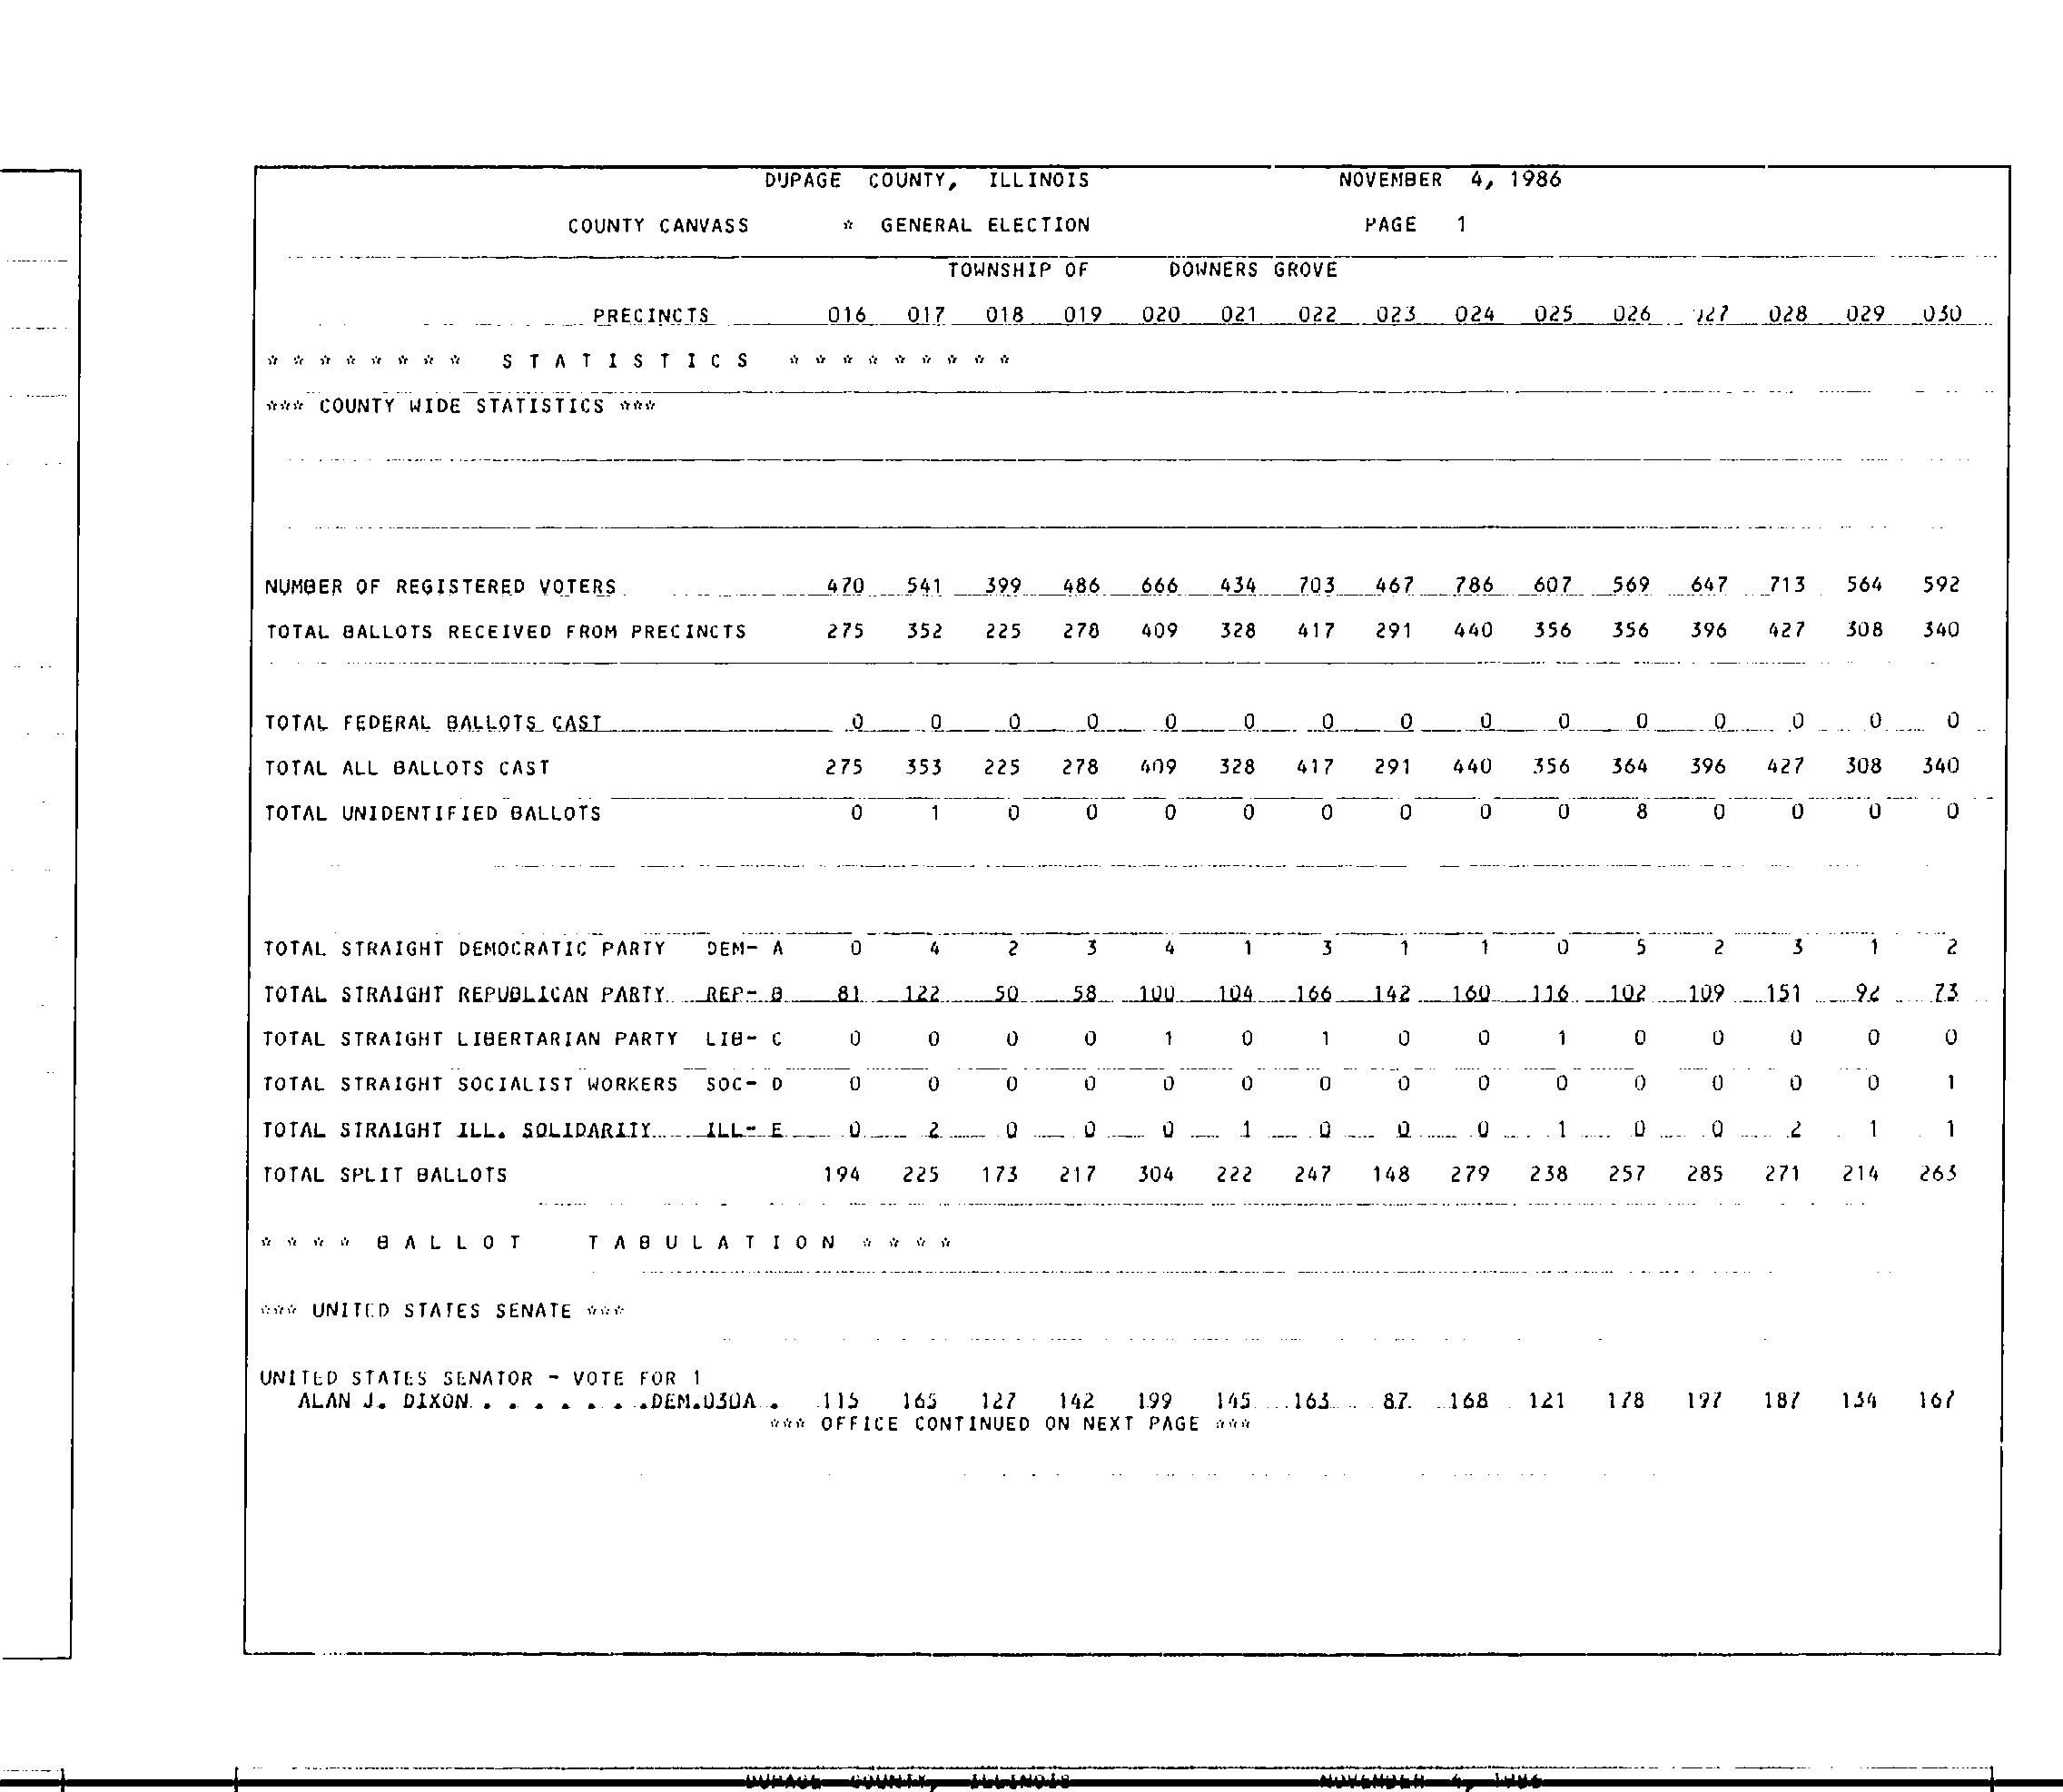 DUPAGE COUNTY, ILLINOIS NOVEMBER 4, 1986
COUNTY CANVASS * GENERAL ELECTION PAGE 1
TOWNSHIP OF DOWNERS GROVE
PRECINCTS 016 017 018 019 020 021 022 023 024 025 026 027 028 029 030
* * * * * * * * S T A T I S T I C S * * * * * * * * *
*** COUNTY WIDE STATISTICS ***
NUMBER OF REGISTERED VOTERS 470 541 399 486 666 434 703 467 786 607 569 647 713 564 592
TOTAL BALLOTS RECEIVED FROM PRECINCTS 275 352 225 278 409 328 417 291 440 356 356 396 427 308 340
TOTAL FEDERAL BALLOTS CAST 0 0 0 0 0 0 0 0 0 0 0 0 0 0 0
TOTAL ALL BALLOTS CAST 275 353 225 278 409 328 417 291 440 356 364 396 427 308 340
TOTAL UNIDENTIFIED BALLOTS 0 1 0 0 0 0 0 0 0 0 8 0 0 0 0
TOTAL STRAIGHT DEMOCRATIC PARTY DEM- A 0 4 2 3 4 1 3 1 1 0 5 2 3 1 2
TOTAL STRAIGHT REPUBLICAN PARTY REP- B 81 122 50 58 100 104 166 142 160 116 102 109 151 92 73
TOTAL STRAIGHT LIBERTARIAN PARTY LIB- C 0 0 0 0 1 0 1 0 0 1 0 0 0 0 0
TOTAL STRAIGHT SOCIALIST WORKERS SOC- D 0 0 0 0 0 0 0 0 0 0 0 0 0 0 1
TOTAL STRAIGHT ILL. SOLIDARITY ILL- E 0 2 0 0 0 1 0 0 0 1 0 0 2 1 1
TOTAL SPLIT BALLOTS 194 225 173 217 304 222 247 148 279 238 257 285 271 214 263
* * * * B A L L O T T A B U L A T I O N * * * *
*** UNITED STATES SENATE ***
UNITED STATES SENATOR - VOTE FOR 1
ALAN J. DIXON. . . . . . . .DEM.030A . 115 165 127 142 199 145 163 87 168 121 178 197 187 134 167
*** OFFICE CONTINUED ON NEXT PAGE ***
DUPAGE COUNTY, ILLINOIS NOVEMBER 4, 1986